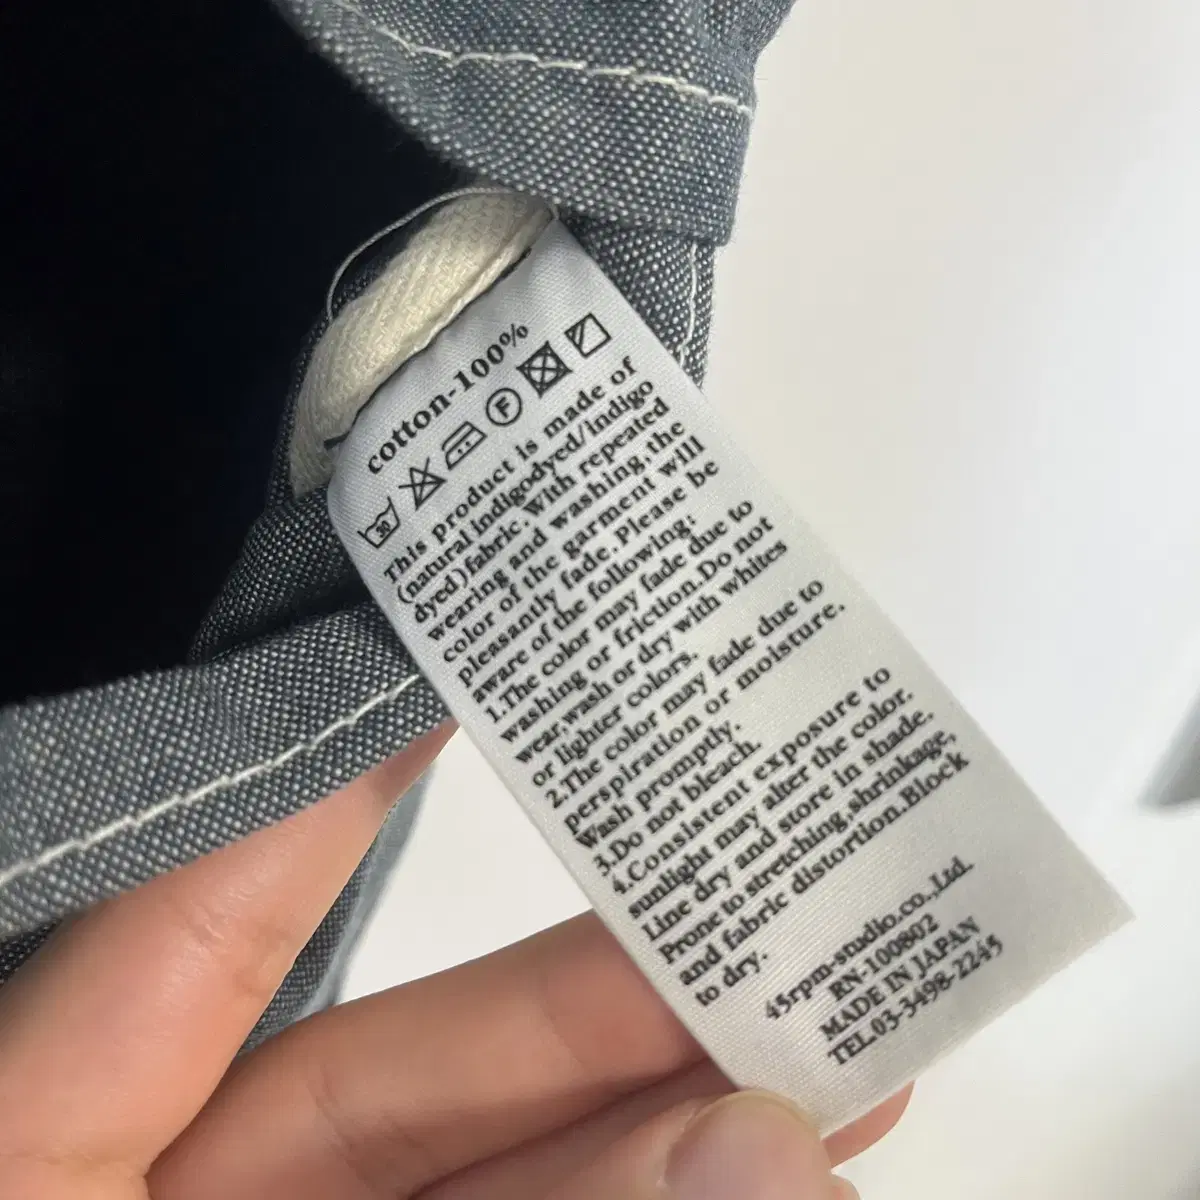 cotton-100%
30 F
This product is made of
(natural indigodyed/indigo
dyed)fabric.With repeated
wearing and washing,the
color of the garment will
pleasantly fade.Please be
aware of the following:
1.The color may fade due to
washing or friction.Do not
wear,wash or dry with whites
or lighter colors.
2.The color may fade due to
perspiration or moisture.
Wash promptly.
3.Do not bleach.
4.Consistent exposure to
sunlight may alter the color.
Line dry and store in shade.
Prone to stretching,shrinkage,
and fabric distortion.Block
to dry.
45rpm-studio.co.,Ltd.
RN-100802
MADE IN JAPAN
TEL.03-3498-2245